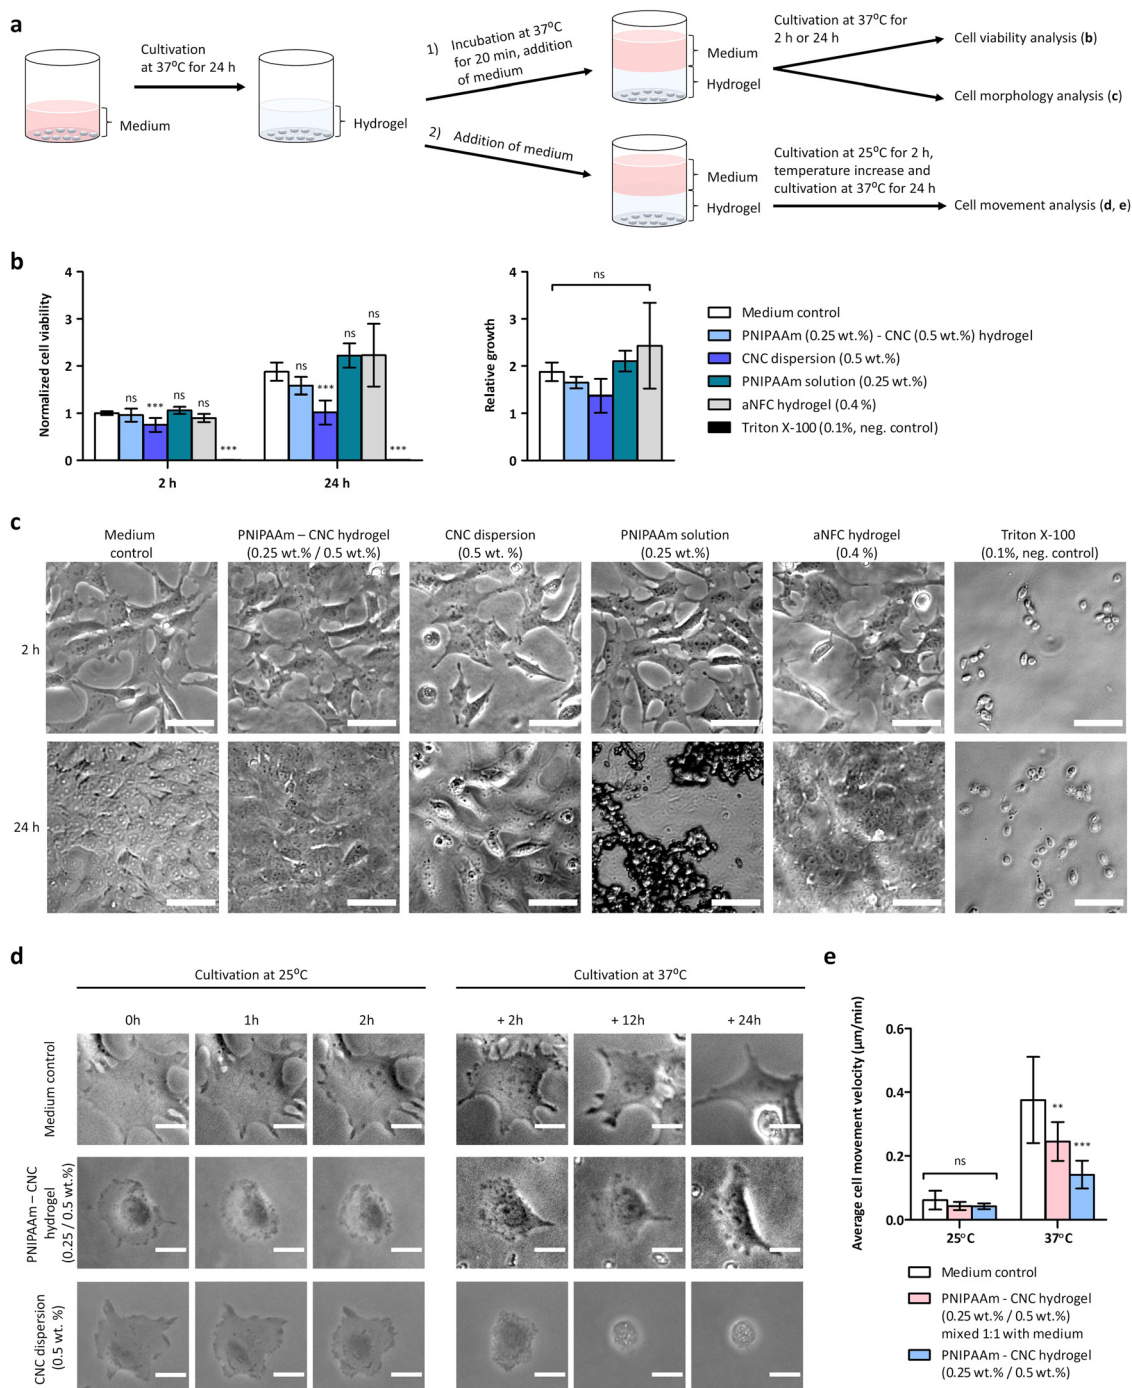 a
Cultivation
at 37°C for 24 h
Medium
Hydrogel
1) Incubation at 37°C
for 20 min, addition
of medium
2) Addition of medium
Medium
Hydrogel
Cultivation at 37°C for
2 h or 24 h
Cell viability analysis (b)
Cell morphology analysis (c)
Medium
Hydrogel
Cultivation at 25°C for 2 h,
temperature increase and
cultivation at 37°C for 24 h
Cell movement analysis (d, e)
b
Normalized cell viability
4
3
2
1
0
ns
***
ns
ns
***
ns
***
ns
ns
***
2 h
24 h
Relative growth
4
3
2
1
0
ns
Medium control
PNIPAAm (0.25 wt.%) - CNC (0.5 wt.%) hydrogel
CNC dispersion (0.5 wt.%)
PNIPAAm solution (0.25 wt.%)
aNFC hydrogel (0.4 %)
Triton X-100 (0.1%, neg. control)
c
Medium
control
PNIPAAm – CNC hydrogel
(0.25 wt.% / 0.5 wt.%)
CNC dispersion
(0.5 wt. %)
PNIPAAm solution
(0.25 wt.%)
aNFC hydrogel
(0.4 %)
Triton X-100
(0.1%, neg. control)
2 h
24 h
d
Cultivation at 25°C
Cultivation at 37°C
0h
1h
2h
+ 2h
+ 12h
+ 24h
Medium control
PNIPAAm – CNC
hydrogel
(0.25 / 0.5 wt.%)
CNC dispersion
(0.5 wt. %)
e
Average cell movement velocity (µm/min)
0.6
0.4
0.2
0.0
ns
**
***
25°C
37°C
Medium control
PNIPAAm - CNC hydrogel
(0.25 wt.% / 0.5 wt.%)
mixed 1:1 with medium
PNIPAAm - CNC hydrogel
(0.25 wt.% / 0.5 wt.%)